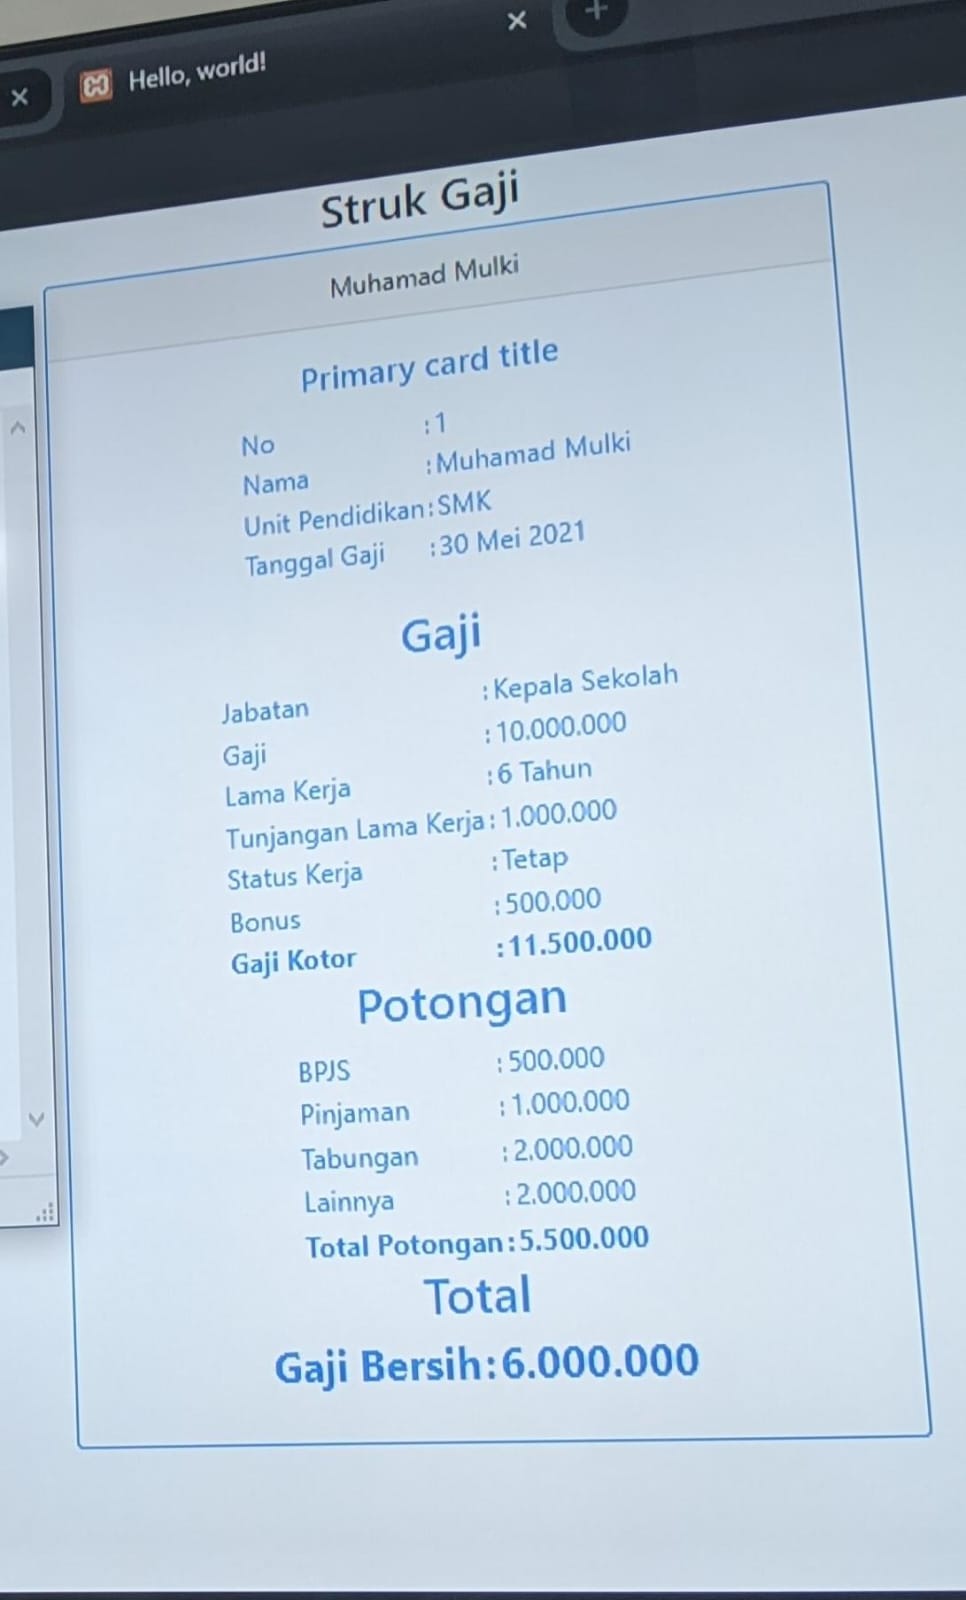 Hello, world!
Struk Gaji
Muhamad Mulki
Primary card title
No :1
Nama :Muhamad Mulki
Unit Pendidikan:SMK
Tanggal Gaji :30 Mei 2021
Gaji
Jabatan :Kepala Sekolah
Gaji :10.000.000
Lama Kerja :6 Tahun
Tunjangan Lama Kerja:1.000.000
Status Kerja :Tetap
Bonus :500.000
Gaji Kotor :11.500.000
Potongan
BPJS :500.000
Pinjaman :1.000.000
Tabungan :2.000.000
Lainnya :2.000.000
Total Potongan:5.500.000
Total
Gaji Bersih:6.000.000